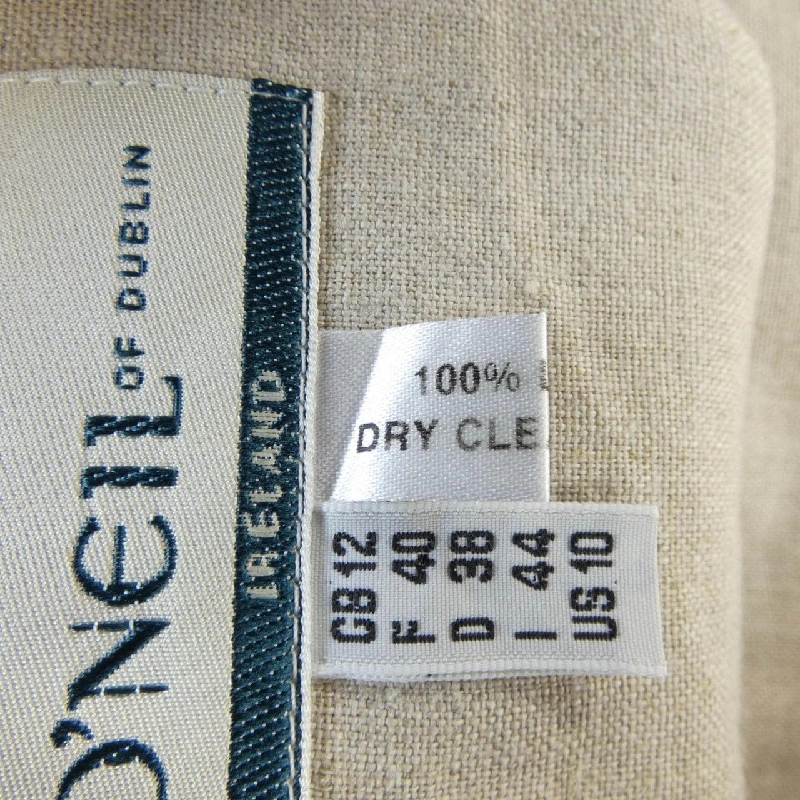 O'NEIL
OF DUBLIN
IRELAND
100%
DRY CLE
GB 12
F 40
D 38
I 44
US 10